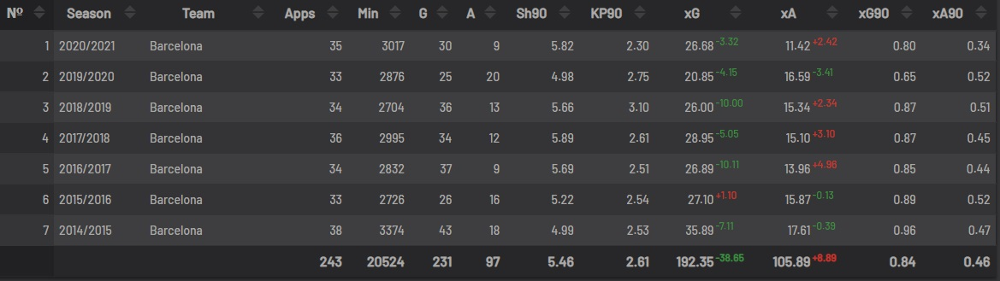 Nº Season Team Apps Min G A Sh90 KP90 xG xA xG90 xA90
1 2020/2021 Barcelona 35 3017 30 9 5.82 2.30 26.68 -3.32 11.42 +2.42 0.80 0.34
2 2019/2020 Barcelona 33 2876 25 20 4.98 2.75 20.85 -4.15 16.59 -3.41 0.65 0.52
3 2018/2019 Barcelona 34 2704 36 13 5.66 3.10 26.00 -10.00 15.34 +2.34 0.87 0.51
4 2017/2018 Barcelona 36 2995 34 12 5.89 2.61 28.95 -5.05 15.10 +3.10 0.87 0.45
5 2016/2017 Barcelona 34 2832 37 9 5.69 2.51 26.89 -10.11 13.96 +4.96 0.85 0.44
6 2015/2016 Barcelona 33 2726 26 16 5.22 2.54 27.10 +1.10 15.87 -0.13 0.89 0.52
7 2014/2015 Barcelona 38 3374 43 18 4.99 2.53 35.89 -7.11 17.61 -0.39 0.96 0.47
243 20524 231 97 5.46 2.61 192.35 -38.65 105.89 +8.89 0.84 0.46